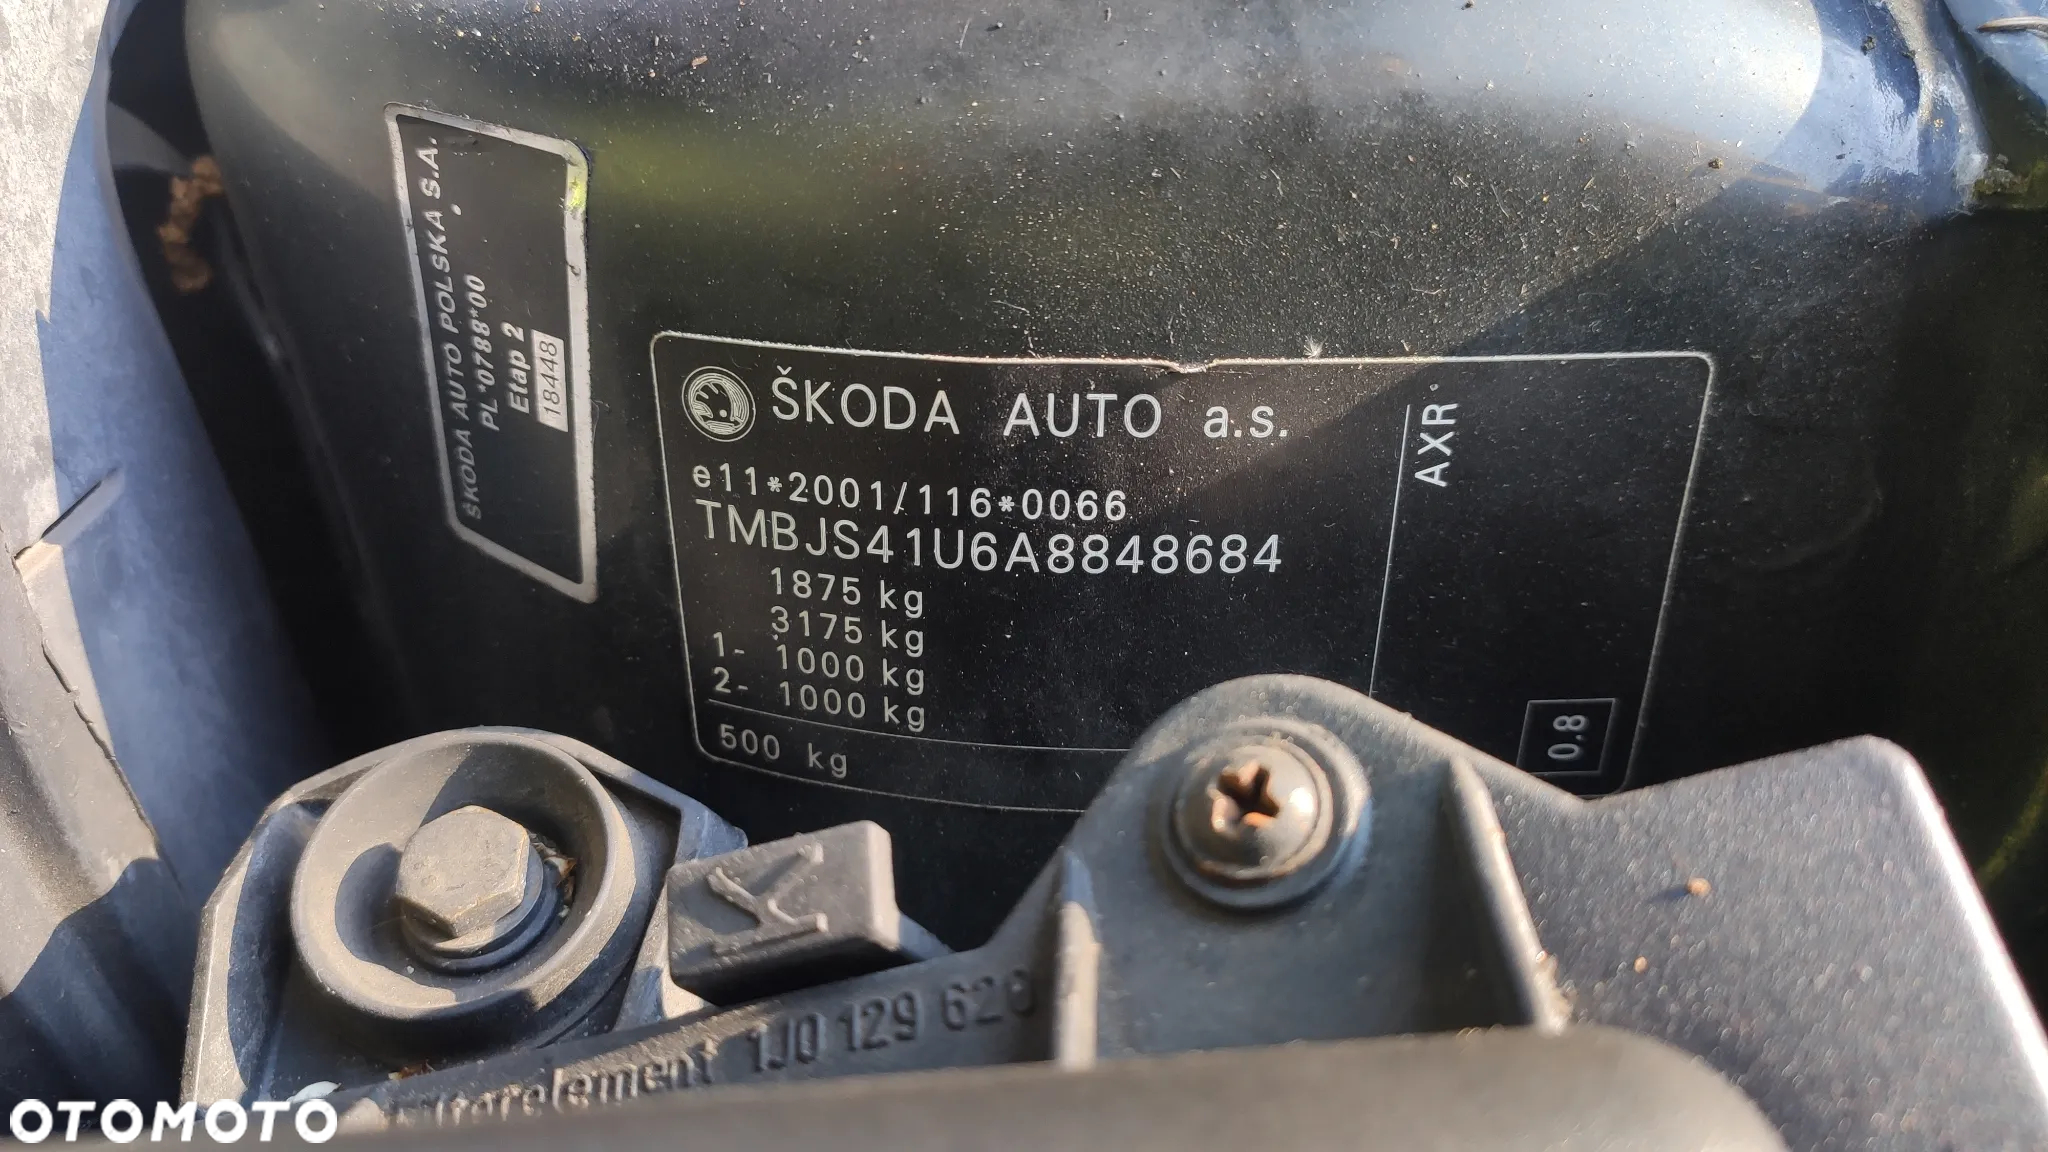 ŠKODA AUTO POLSKA S.A.
PL*0788*00
Etap 2
18448
ŠKODA AUTO a.s.
e11*2001/116*0066
TMBJS41U6A8848684
1875 kg
3175 kg
1- 1000 kg
2- 1000 kg
500 kg
AXR
0.8
1J0 129 620
OTOMOTO